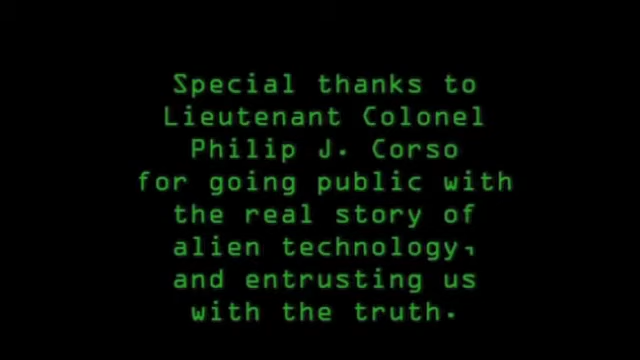 Special thanks to
Lieutenant Colonel
Philip J. Corso
for going public with
the real story of
alien technology,
and entrusting us
with the truth.